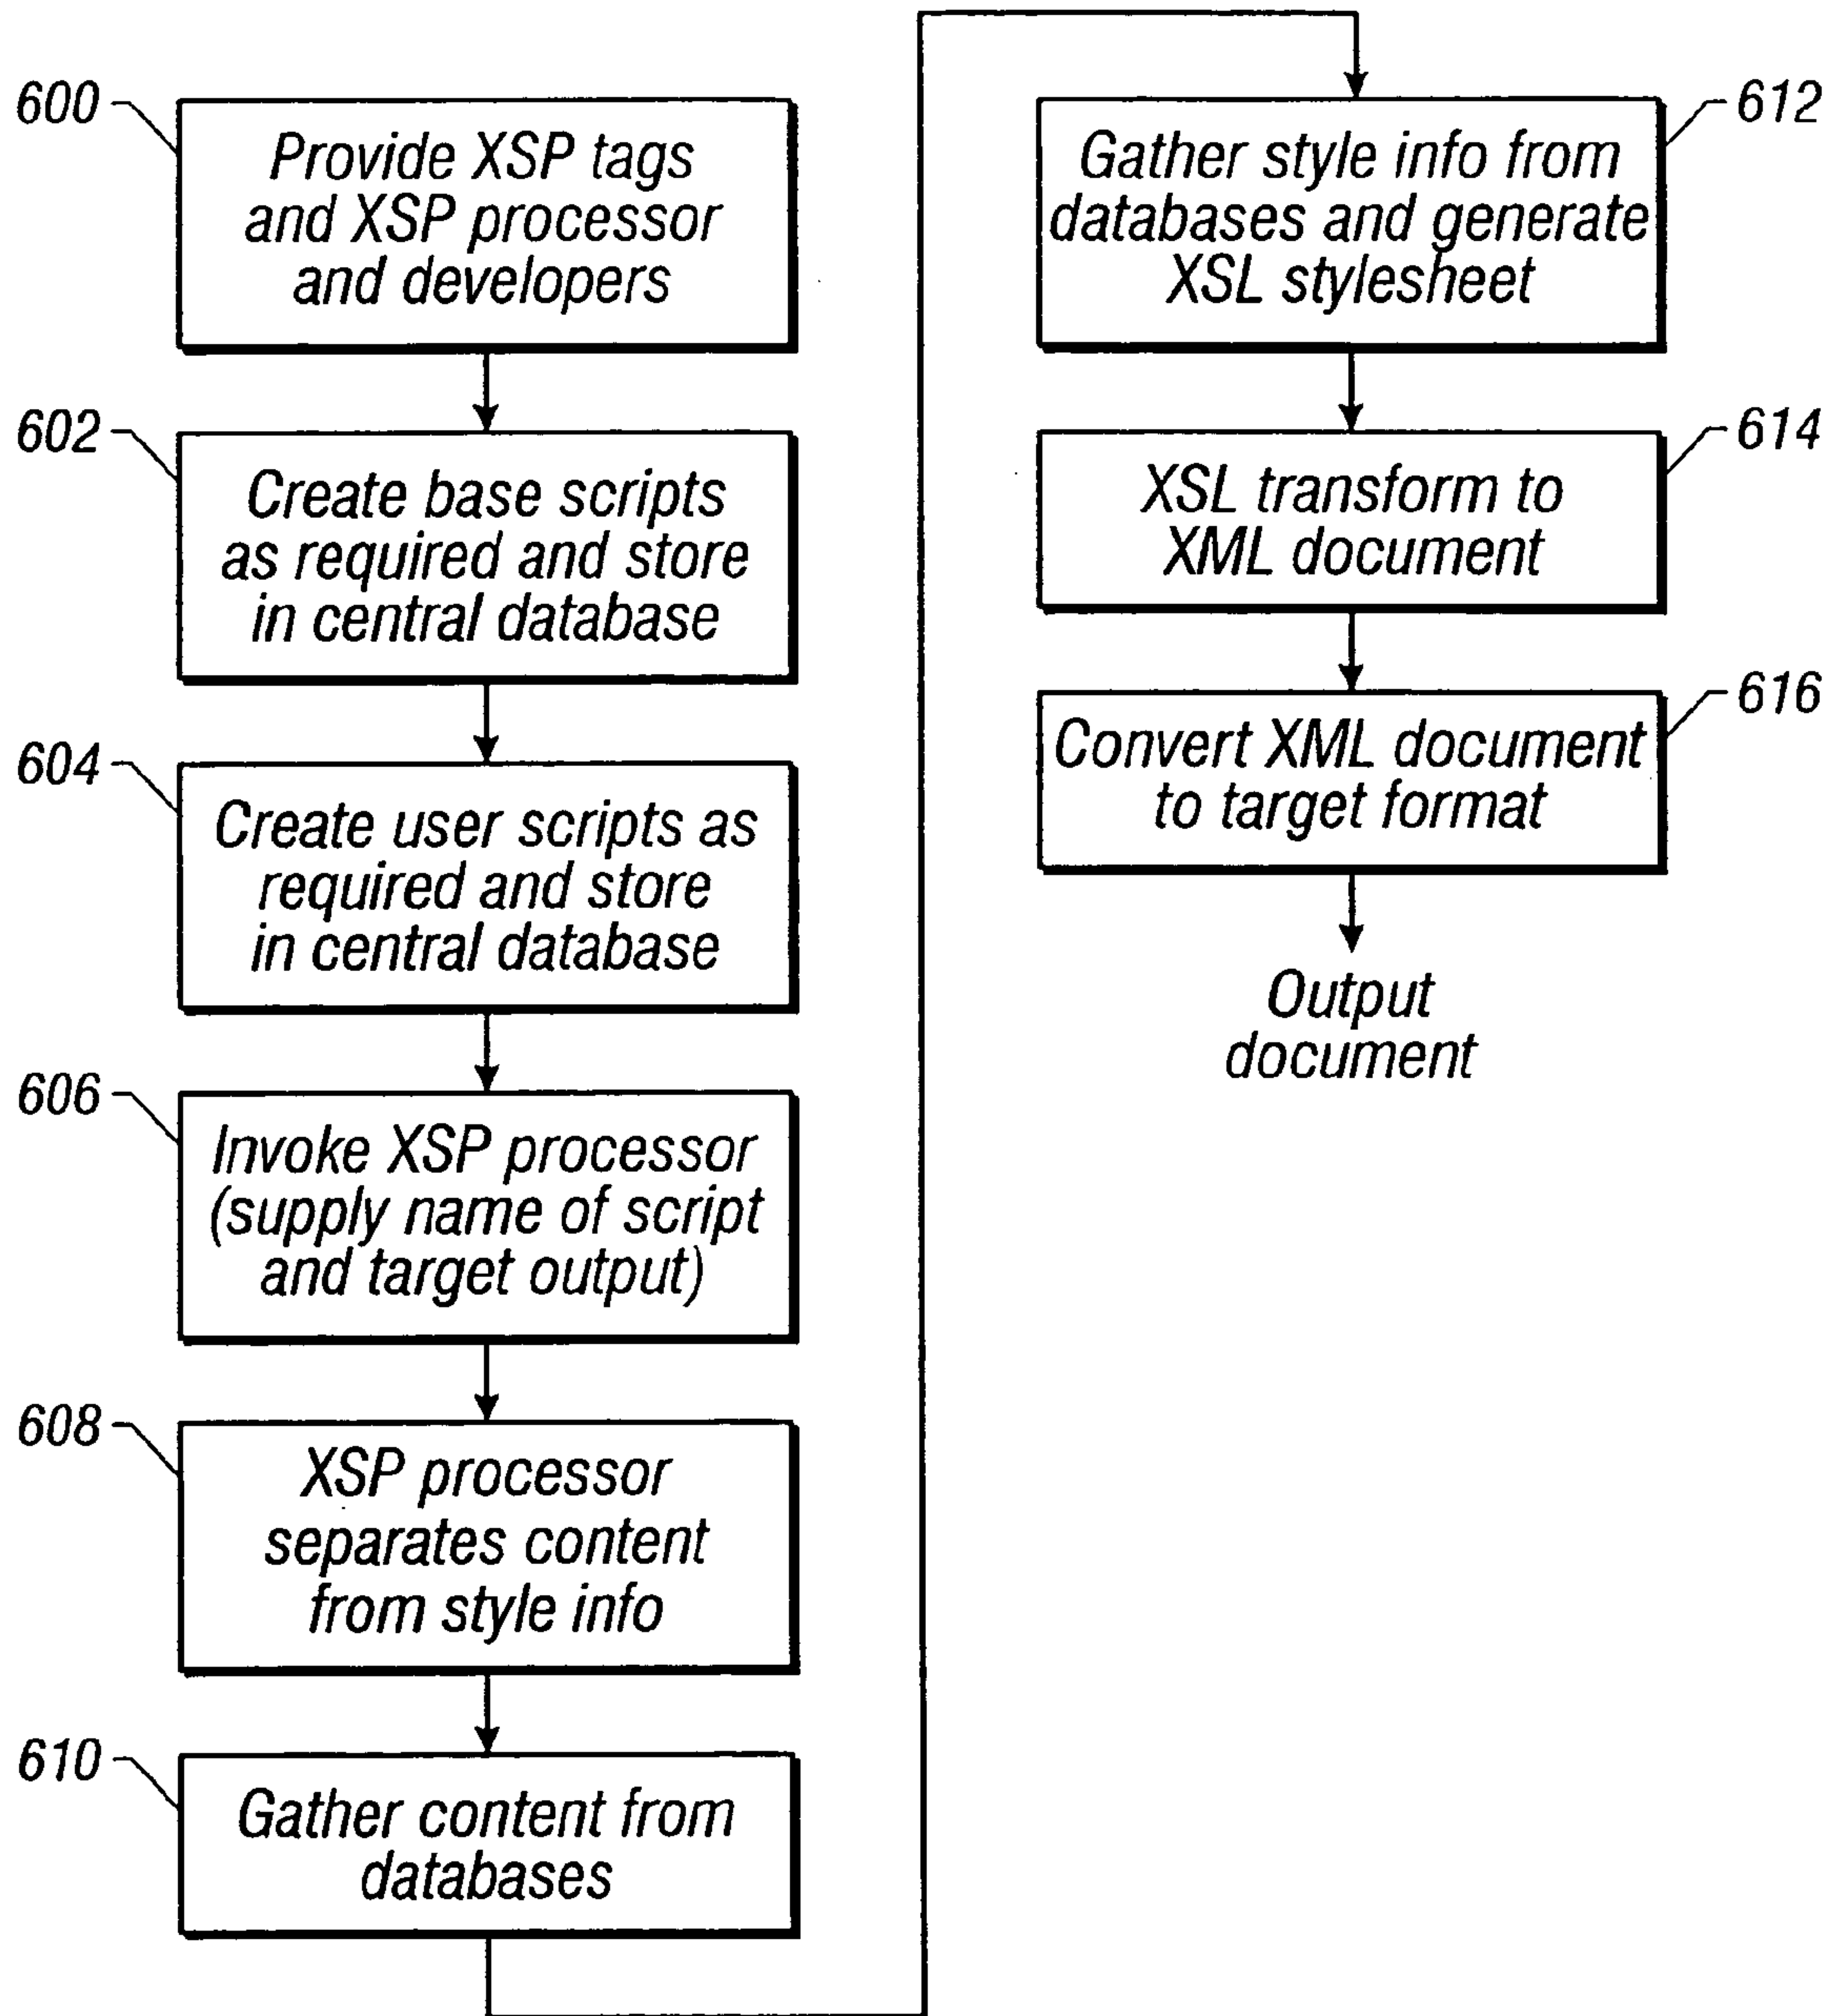 600
Provide XSP tags
and XSP processor
and developers
602
Create base scripts
as required and store
in central database
604
Create user scripts as
required and store
in central database
606
Invoke XSP processor
(supply name of script
and target output)
608
XSP processor
separates content
from style info
610
Gather content from
databases
612
Gather style info from
databases and generate
XSL stylesheet
614
XSL transform to
XML document
616
Convert XML document
to target format
Output
document